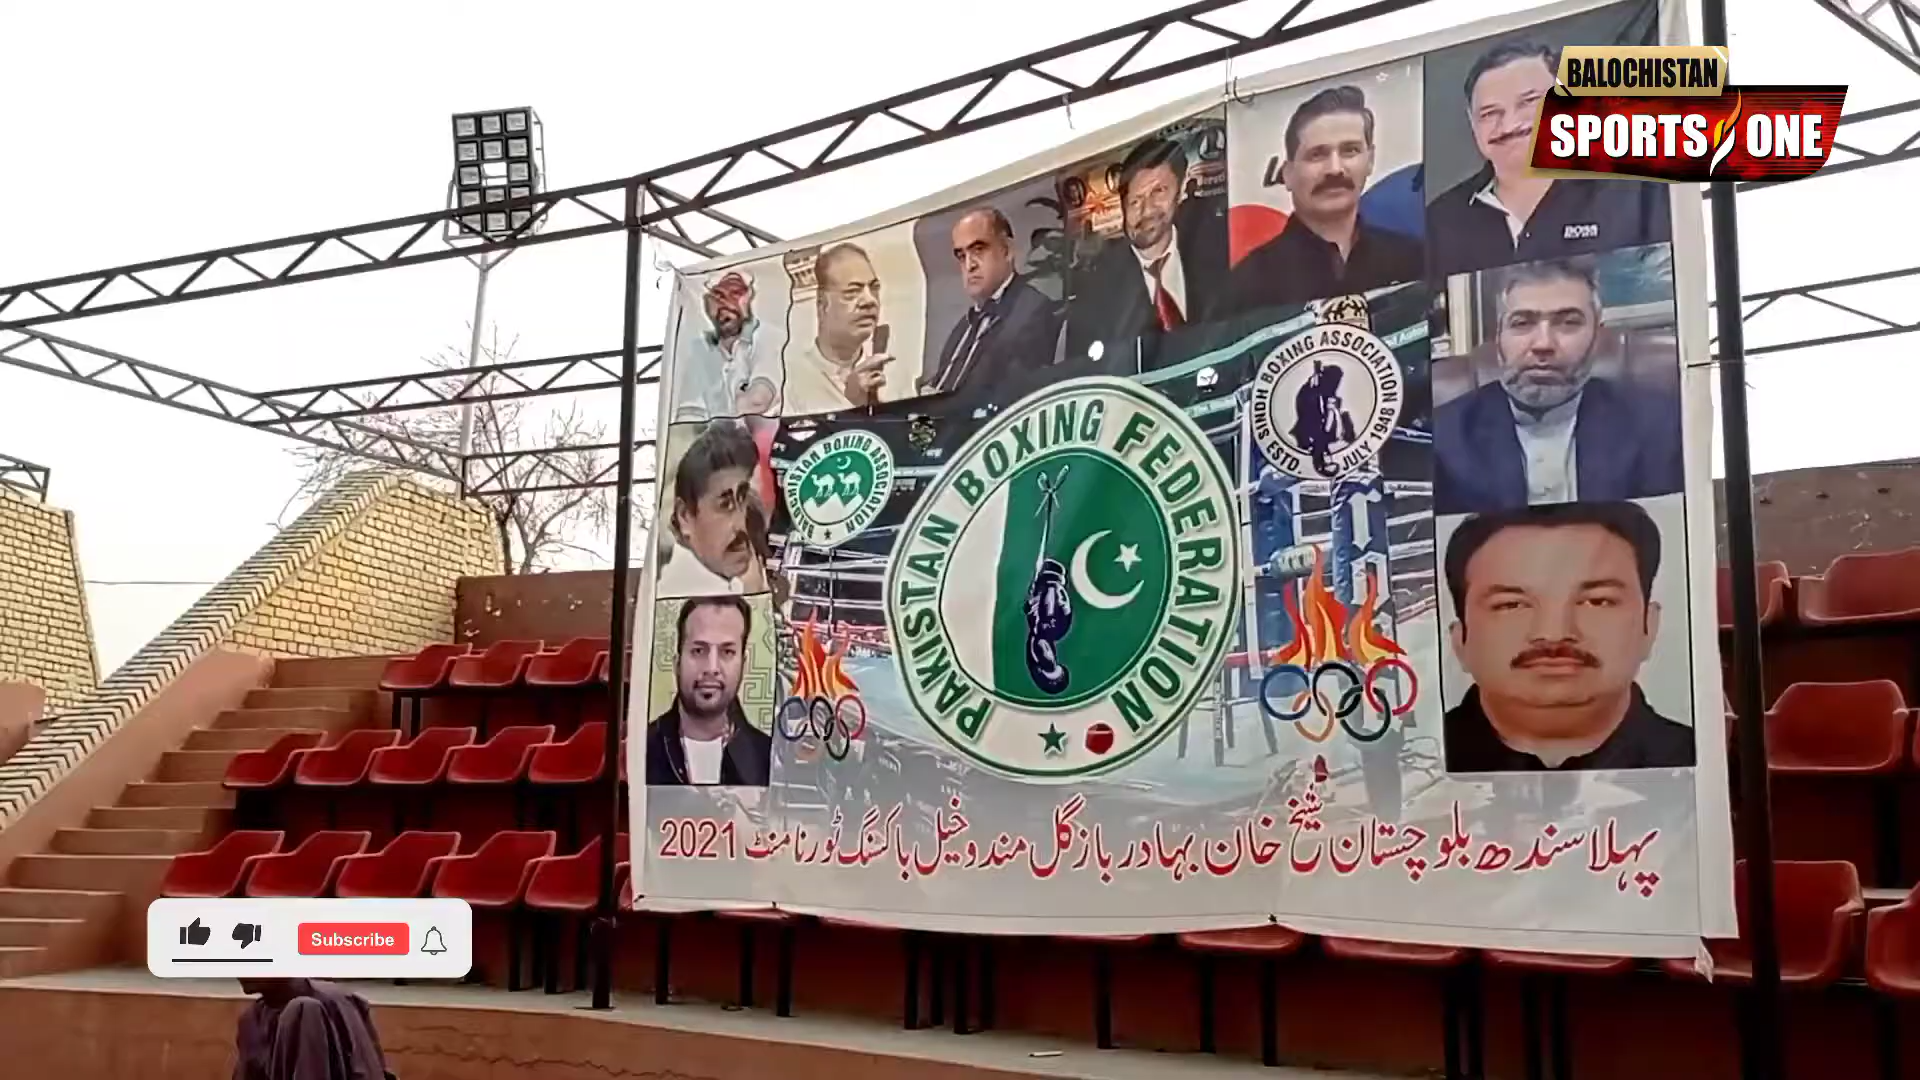 BALOCHISTAN
SPORTS ONE
BOSS
SINDH BOXING ASSOCIATION
ESTD. JULY 1948
BALOCHISTAN BOXING ASSOCIATION
PAKISTAN BOXING FEDERATION
پہلا سندھ بلوچستان شیخ خان بہادر باز گل مندوخیل باکسنگ ٹورنامنٹ 2021
Subscribe